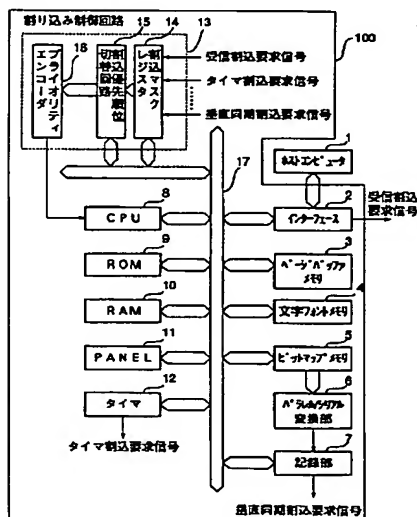 割り込み制御回路
15
14
13
100
16
プライオリティ
エンコーダ
切替回路
割込優先順位
割込マスク
レジスタ
受信割込要求信号
タイマ割込要求信号
垂直同期割込要求信号
17
1
ホストコンピュータ
8
CPU
2
インターフェース
受信割込
要求信号
9
ROM
3
ページバッファ
メモリ
10
RAM
4
文字フォントメモリ
11
PANEL
5
ビットマップメモリ
12
タイマ
6
パラレル/シリアル
変換部
タイマ割込要求信号
7
記録部
垂直同期割込要求信号